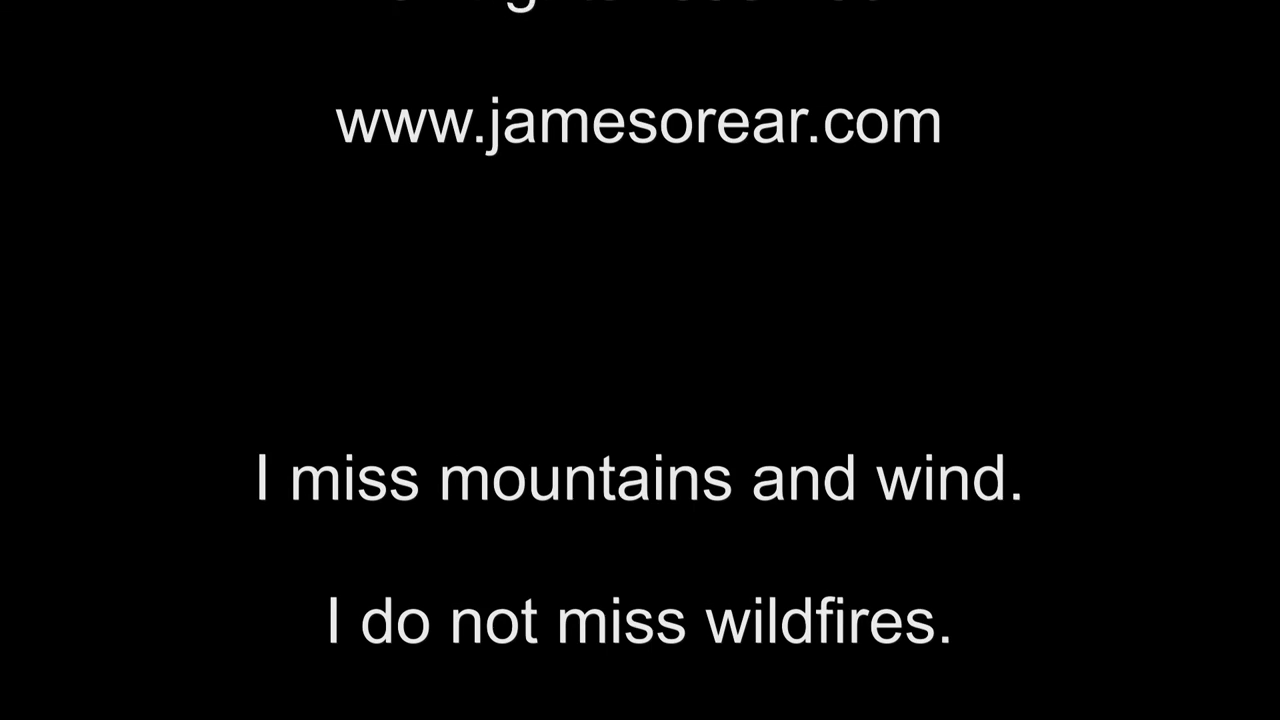 www.jamesorear.com
I miss mountains and wind.
I do not miss wildfires.